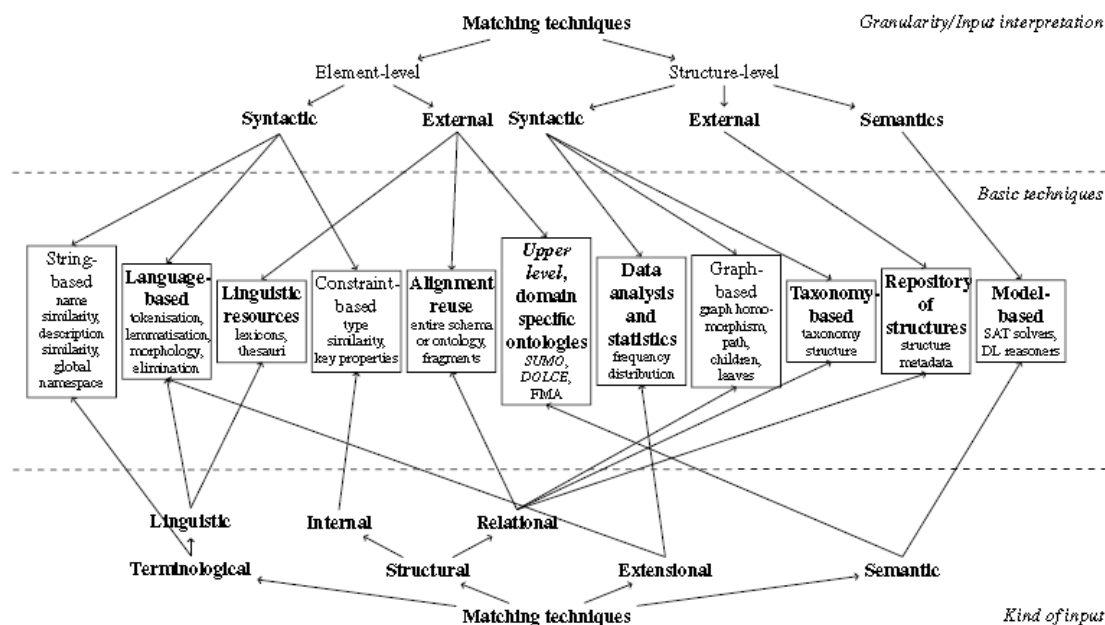 Matching techniques
Granularity/Input interpretation
Element-level
Structure-level
Syntactic
External
Syntactic
External
Semantics
Basic techniques
String-
based
name
similarity,
description
similarity,
global
namespace
Language-
based
tokenisation,
lemmatisation,
morphology,
elimination
Linguistic
resources
lexicons,
thesauri
Constraint-
based
type
similarity,
key properties
Alignment
reuse
entire schema
or ontology,
fragments
Upper
level,
domain
specific
ontologies
SUMO,
DOLCE,
FMA
Data
analysis
and
statistics
frequency
distribution
Graph-
based
graph homo-
morphism,
path,
children,
leaves
Taxonomy-
based
taxonomy
structure
Repository
of
structures
structure
metadata
Model-
based
SAT solvers,
DL reasoners
Linguistic
Internal
Relational
Terminological
Structural
Extensional
Semantic
Matching techniques
Kind of input